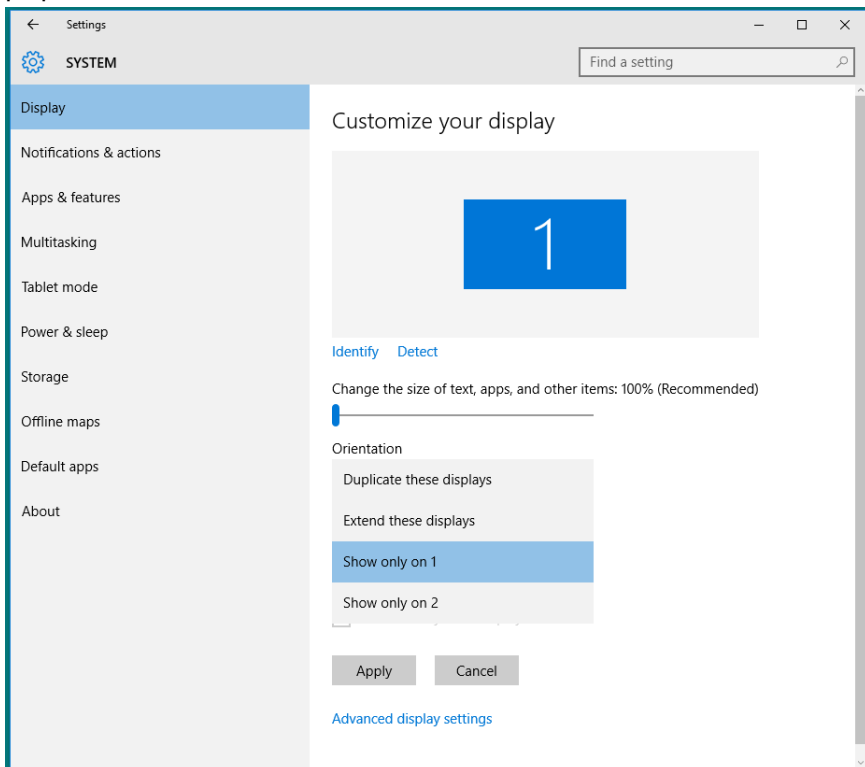 Settings
SYSTEM
Find a setting
Display
Notifications & actions
Apps & features
Multitasking
Tablet mode
Power & sleep
Storage
Offline maps
Default apps
About
Customize your display
1
Identify Detect
Change the size of text, apps, and other items: 100% (Recommended)
Orientation
Duplicate these displays
Extend these displays
Show only on 1
Show only on 2
Apply Cancel
Advanced display settings